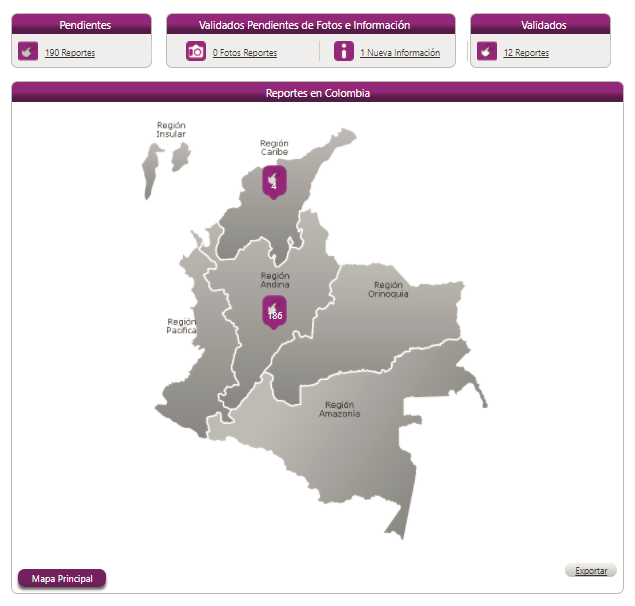 Pendientes
190 Reportes
Validados Pendientes de Fotos e Información
0 Fotos Reportes
1 Nueva Información
Validados
12 Reportes
Reportes en Colombia
Región
Insular
Región
Caribe
4
Región
Andina
186
Región
Orinoquia
Región
Pacifica
Región
Amazonía
Mapa Principal
Exportar